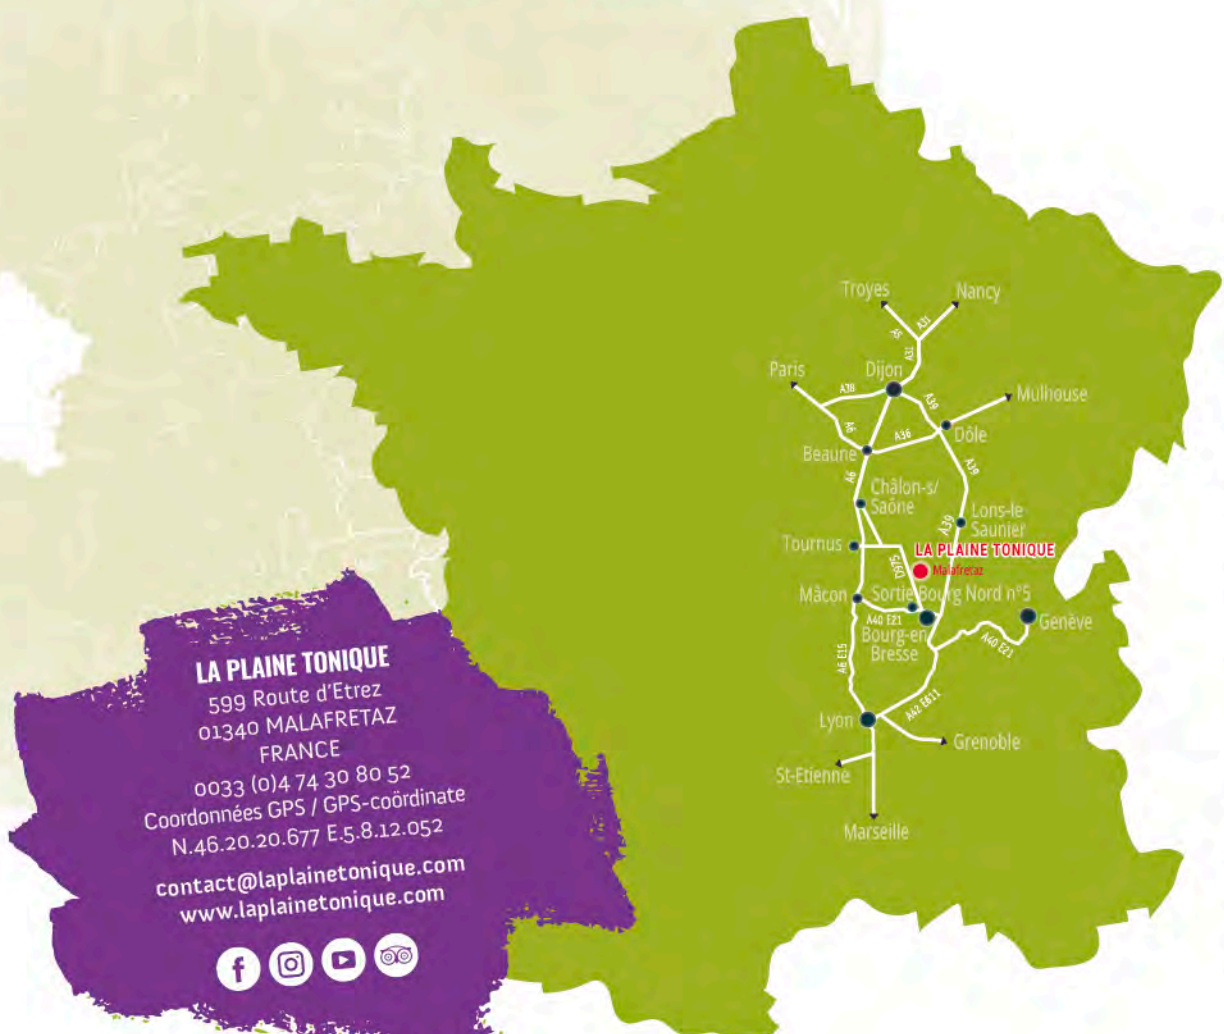 Troyes
Nancy
A5
A31
A31
Paris
Dijon
A38
A39
Mulhouse
A6
A36
Dôle
Beaune
A39
A6
Châlon-s/
Saône
Lons-le
Saunier
A39
Tournus
LA PLAINE TONIQUE
D975
Malafretaz
Mâcon
Sortie Bourg Nord n°5
A40 E21
Bourg-en
Bresse
Genève
A40 E21
A6 E15
A42 E611
Lyon
Grenoble
St-Etienne
Marseille
LA PLAINE TONIQUE
599 Route d'Etrez
01340 MALAFRETAZ
FRANCE
0033 (0)4 74 30 80 52
Coordonnées GPS / GPS-coördinate
N.46.20.20.677 E.5.8.12.052
contact@laplainetonique.com
www.laplainetonique.com